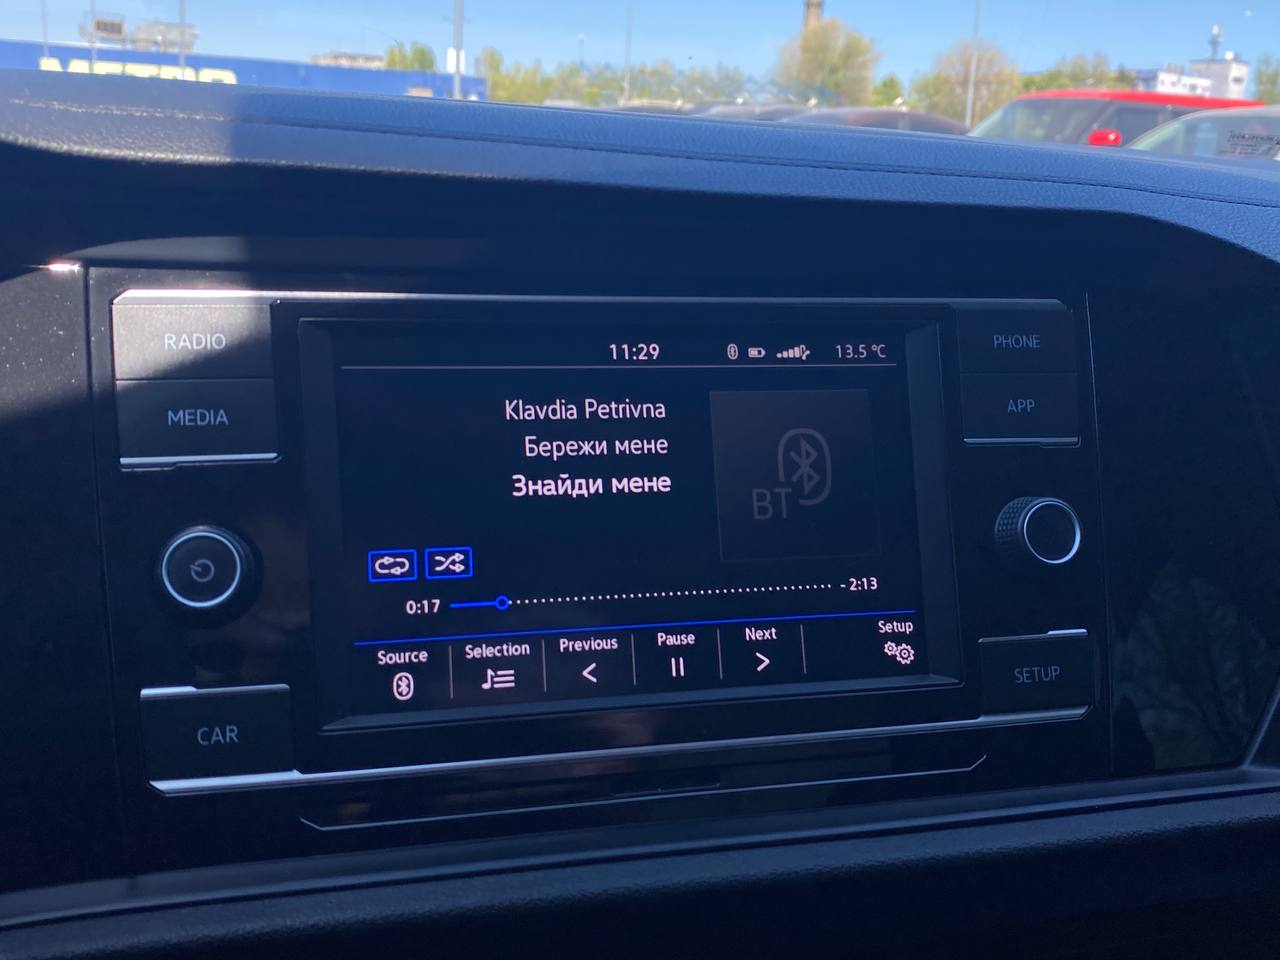 METRO
RADIO
MEDIA
CAR
11:29
13.5 °C
Klavdia Petrivna
Бережи мене
Знайди мене
BT
0:17
- 2:13
Source
Selection
Previous
Pause
Next
Setup
PHONE
APP
SETUP